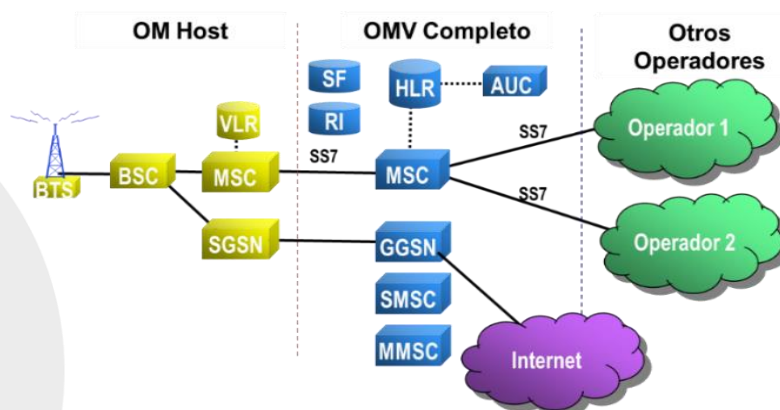 OM Host
OMV Completo
Otros
Operadores
SF
HLR
AUC
VLR
RI
SS7
Operador 1
BTS
BSC
MSC
SS7
MSC
SS7
Operador 2
SGSN
GGSN
SMSC
MMSC
Internet